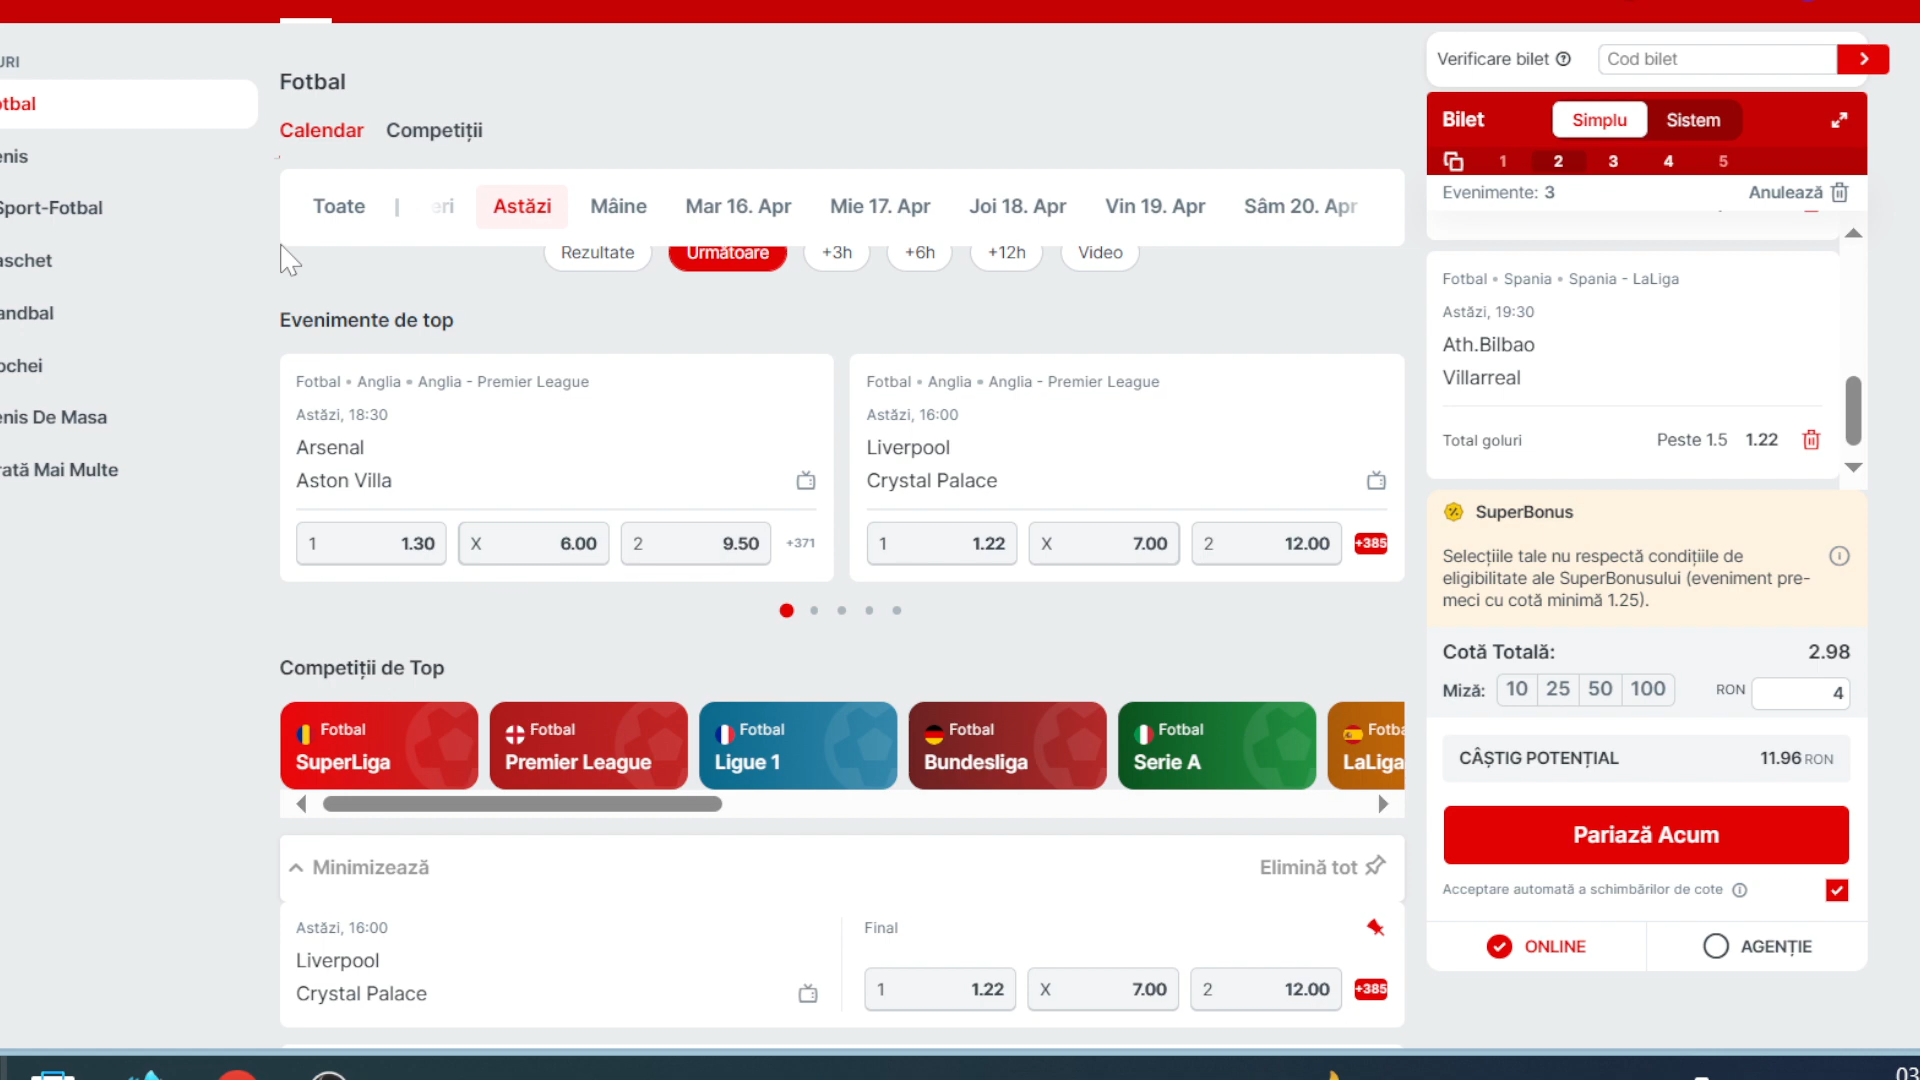 URI
otbal
enis
Sport-Fotbal
aschet
andbal
ochei
enis De Masa
rată Mai Multe
Fotbal
Calendar Competiții
Toate | eri Astăzi Mâine Mar 16. Apr Mie 17. Apr Joi 18. Apr Vin 19. Apr Sâm 20. Apr
Rezultate Următoare +3h +6h +12h Video
Evenimente de top
Fotbal • Anglia • Anglia - Premier League
Astăzi, 18:30
Arsenal
Aston Villa
1 1.30 X 6.00 2 9.50 +371
Fotbal • Anglia • Anglia - Premier League
Astăzi, 16:00
Liverpool
Crystal Palace
1 1.22 X 7.00 2 12.00 +385
Competiții de Top
Fotbal
SuperLiga
Fotbal
Premier League
Fotbal
Ligue 1
Fotbal
Bundesliga
Fotbal
Serie A
Fotba
LaLiga
Minimizează Elimină tot
Astăzi, 16:00
Liverpool
Crystal Palace
Final
1 1.22 X 7.00 2 12.00 +385
Verificare bilet Cod bilet
Bilet Simplu Sistem
1 2 3 4 5
Evenimente: 3 Anulează
Fotbal • Spania • Spania - LaLiga
Astăzi, 19:30
Ath.Bilbao
Villarreal
Total goluri Peste 1.5 1.22
SuperBonus
Selecțiile tale nu respectă condițiile de
eligibilitate ale SuperBonusului (eveniment pre-
meci cu cotă minimă 1.25).
Cotă Totală: 2.98
Miză: 10 25 50 100 RON 4
CÂȘTIG POTENȚIAL 11.96 RON
Pariază Acum
Acceptare automată a schimbărilor de cote
ONLINE AGENȚIE
03